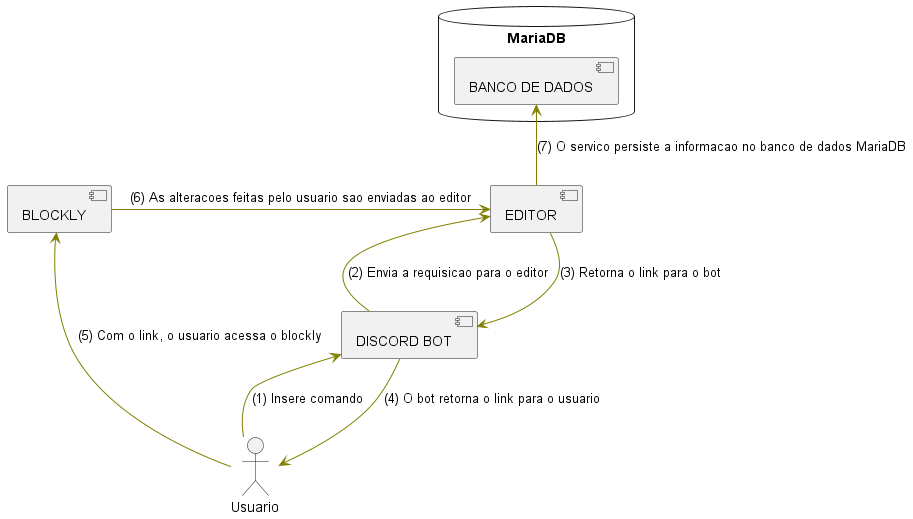 MariaDB
BANCO DE DADOS
(7) O servico persiste a informacao no banco de dados MariaDB
(6) As alteracoes feitas pelo usuario sao enviadas ao editor
BLOCKLY
EDITOR
(2) Envia a requisicao para o editor
(3) Retorna o link para o bot
(5) Com o link, o usuario acessa o blockly
DISCORD BOT
(1) Insere comando
(4) O bot retorna o link para o usuario
Usuario